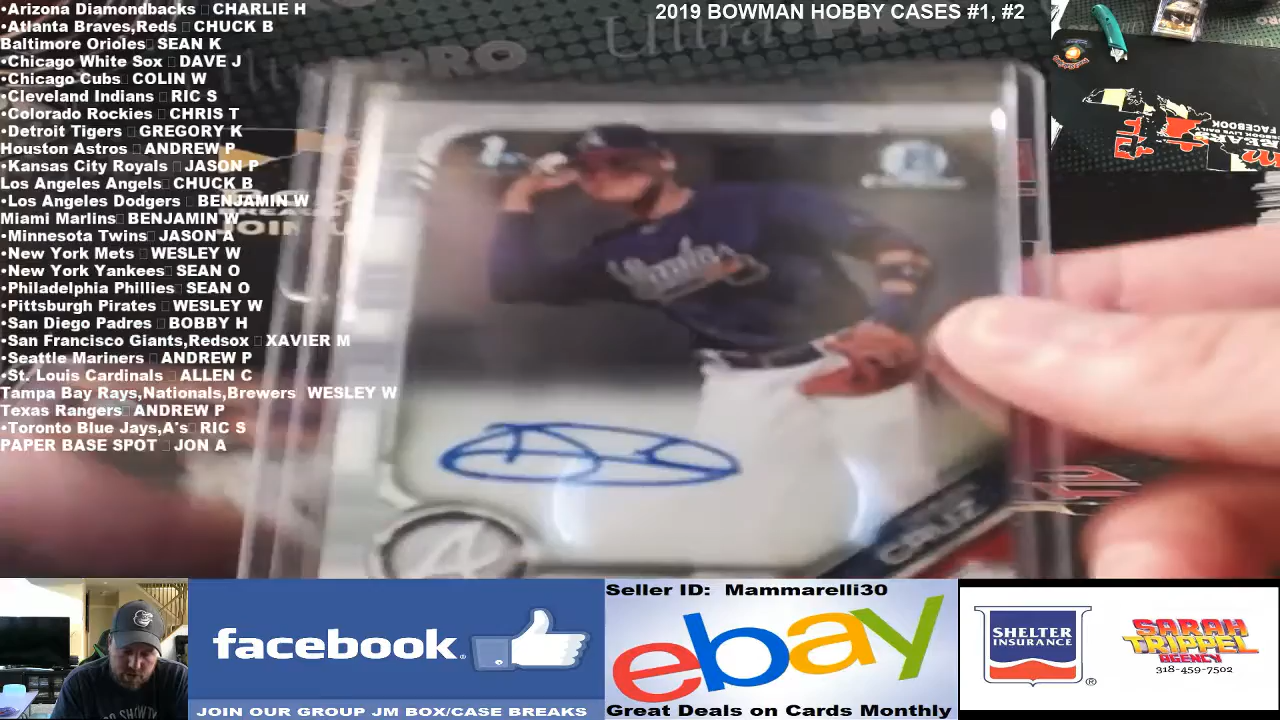 •Arizona Diamondbacks CHARLIE H
•Atlanta Braves,Reds CHUCK B
Baltimore Orioles SEAN K
•Chicago White Sox DAVE J
•Chicago Cubs COLIN W
•Cleveland Indians RIC S
•Colorado Rockies CHRIS T
•Detroit Tigers GREGORY K
Houston Astros ANDREW P
•Kansas City Royals JASON P
Los Angeles Angels CHUCK B
•Los Angeles Dodgers BENJAMIN W
Miami Marlins BENJAMIN W
•Minnesota Twins JASON A
•New York Mets WESLEY W
•New York Yankees SEAN O
•Philadelphia Phillies SEAN O
•Pittsburgh Pirates WESLEY W
•San Diego Padres BOBBY H
•San Francisco Giants,Redsox XAVIER M
•Seattle Mariners ANDREW P
•St. Louis Cardinals ALLEN C
Tampa Bay Rays,Nationals,Brewers WESLEY W
Texas Rangers ANDREW P
•Toronto Blue Jays,A's RIC S
PAPER BASE SPOT JON A
2019 BOWMAN HOBBY CASES #1, #2
Ultra PRO
1st
CRUZ
FACEBOOK
JOIN
facebook
JOIN OUR GROUP JM BOX/CASE BREAKS
Seller ID: Mammarelli30
ebay
Great Deals on Cards Monthly
SHELTER
INSURANCE
®
SARAH
TRIPPEL
AGENCY
318-459-7502